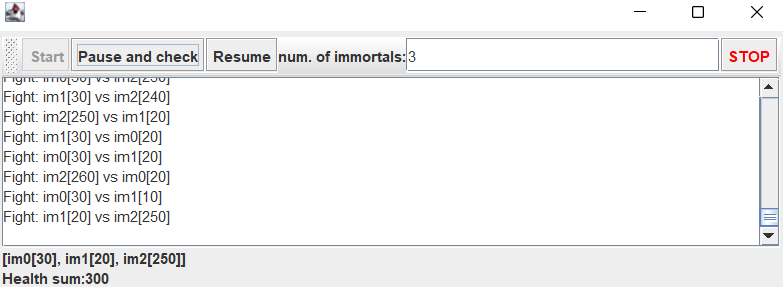 Start Pause and check Resume num. of immortals: 3 STOP
Fight: im0[30] vs im2[250]
Fight: im1[30] vs im2[240]
Fight: im2[250] vs im1[20]
Fight: im1[30] vs im0[20]
Fight: im0[30] vs im1[20]
Fight: im2[260] vs im0[20]
Fight: im0[30] vs im1[10]
Fight: im1[20] vs im2[250]
[im0[30], im1[20], im2[250]]
Health sum:300